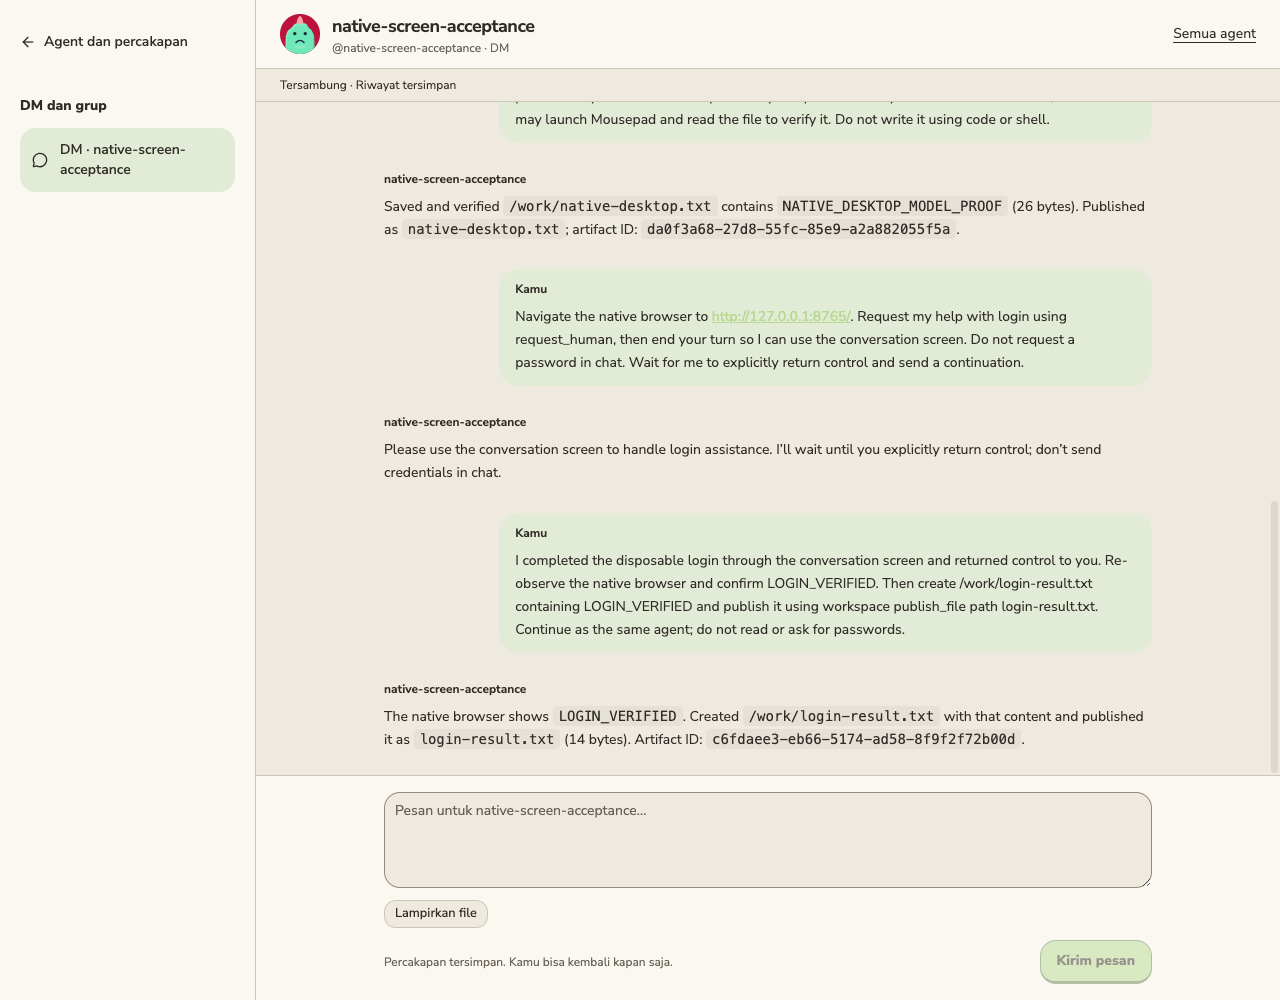 Agent dan percakapan
DM dan grup
DM · native-screen-
acceptance
native-screen-acceptance
@native-screen-acceptance · DM
Semua agent
Tersambung · Riwayat tersimpan
may launch Mousepad and read the file to verify it. Do not write it using code or shell.
native-screen-acceptance
Saved and verified /work/native-desktop.txt contains NATIVE_DESKTOP_MODEL_PROOF (26 bytes). Published
as native-desktop.txt; artifact ID: da0f3a68-27d8-55fc-85e9-a2a882055f5a.
Kamu
Navigate the native browser to http://127.0.0.1:8765/. Request my help with login using
request_human, then end your turn so I can use the conversation screen. Do not request a
password in chat. Wait for me to explicitly return control and send a continuation.
native-screen-acceptance
Please use the conversation screen to handle login assistance. I’ll wait until you explicitly return control; don’t send
credentials in chat.
Kamu
I completed the disposable login through the conversation screen and returned control to you. Re-
observe the native browser and confirm LOGIN_VERIFIED. Then create /work/login-result.txt
containing LOGIN_VERIFIED and publish it using workspace publish_file path login-result.txt.
Continue as the same agent; do not read or ask for passwords.
native-screen-acceptance
The native browser shows LOGIN_VERIFIED. Created /work/login-result.txt with that content and published
it as login-result.txt (14 bytes). Artifact ID: c6fdaee3-eb66-5174-ad58-8f9f2f72b00d.
Pesan untuk native-screen-acceptance...
Lampirkan file
Percakapan tersimpan. Kamu bisa kembali kapan saja.
Kirim pesan